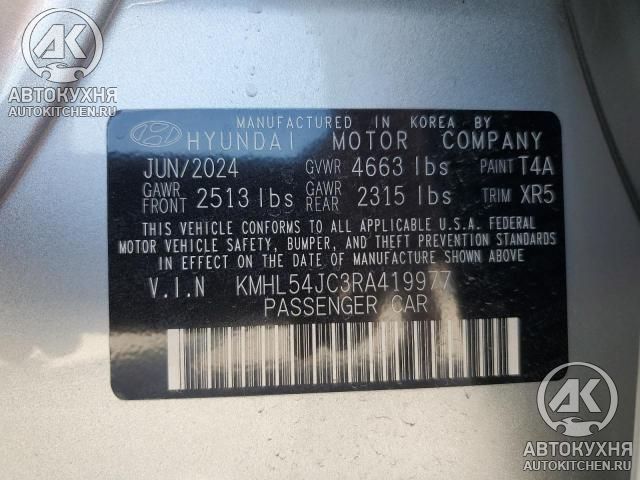 AK
АВТОКУХНЯ
AUTOKITCHEN.RU
MANUFACTURED IN KOREA BY
HYUNDAI MOTOR COMPANY
JUN/2024 GVWR 4663 lbs PAINT T4A
GAWR FRONT 2513 lbs GAWR REAR 2315 lbs TRIM XR5
THIS VEHICLE CONFORMS TO ALL APPLICABLE U.S.A. FEDERAL
MOTOR VEHICLE SAFETY, BUMPER, AND THEFT PREVENTION
STANDARDS IN EFFECT ON THE DATE OF MANUFACTURE SHOWN ABOVE
V.I.N KMHL54JC3RA419977
PASSENGER CAR
AK
АВТОКУХНЯ
AUTOKITCHEN.RU